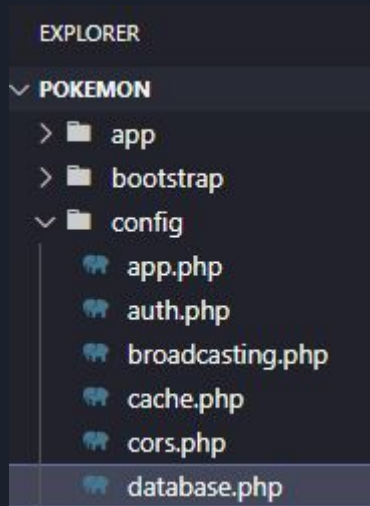 EXPLORER
POKEMON
app
bootstrap
config
app.php
auth.php
broadcasting.php
cache.php
cors.php
database.php